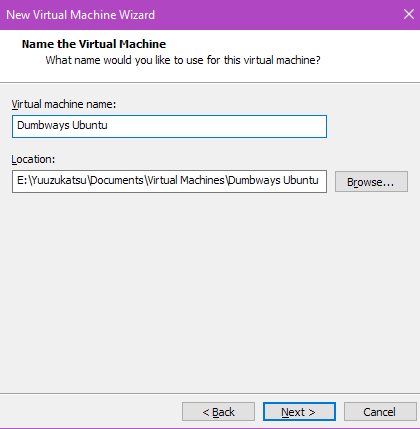 New Virtual Machine Wizard
Name the Virtual Machine
What name would you like to use for this virtual machine?
Virtual machine name:
Dumbways Ubuntu
Location:
E:\Yuuzukatsu\Documents\Virtual Machines\Dumbways Ubuntu
Browse...
< Back
Next >
Cancel